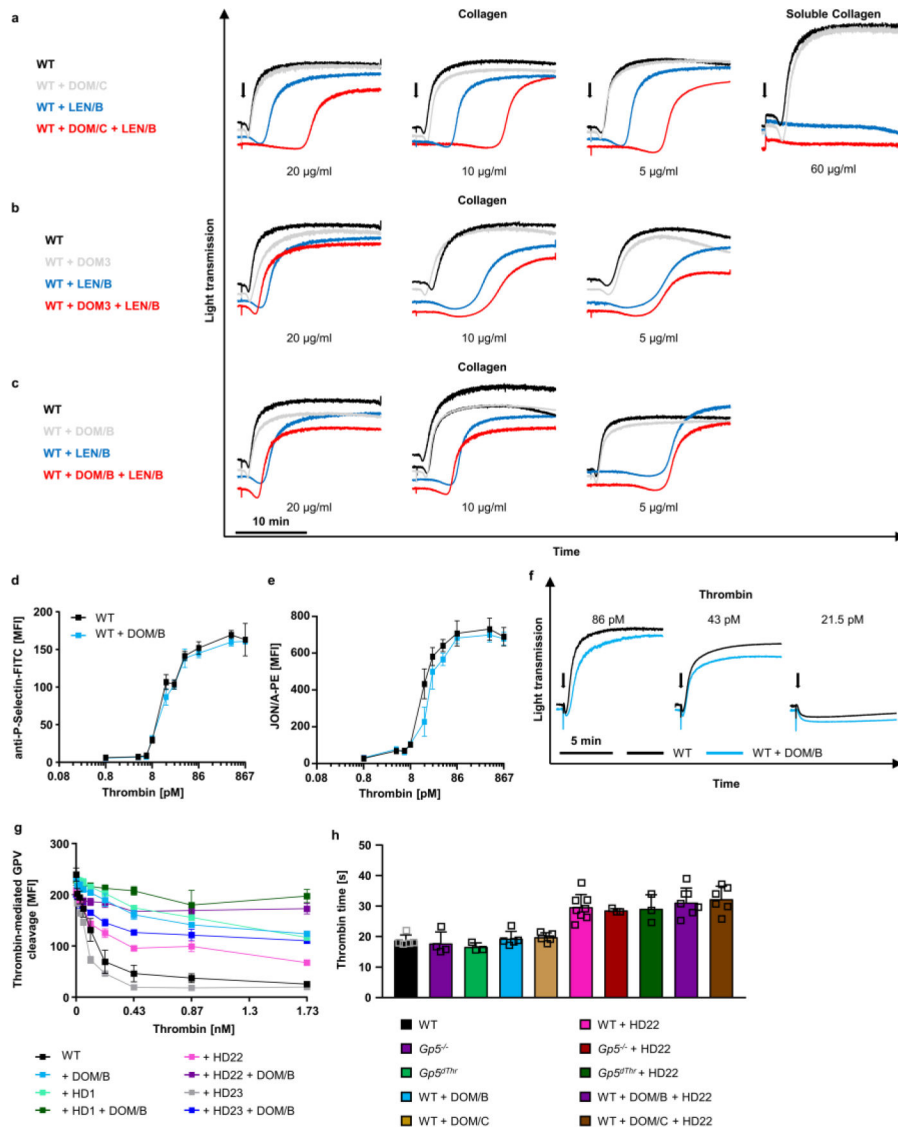 a
Collagen
Soluble Collagen
WT
WT + DOM/C
WT + LEN/B
WT + DOM/C + LEN/B
20 µg/ml
10 µg/ml
5 µg/ml
60 µg/ml
b
Collagen
WT
WT + DOM3
WT + LEN/B
WT + DOM3 + LEN/B
Light transmission
20 µg/ml
10 µg/ml
5 µg/ml
c
Collagen
WT
WT + DOM/B
WT + LEN/B
WT + DOM/B + LEN/B
20 µg/ml
10 µg/ml
5 µg/ml
10 min
Time
d
anti-P-Selectin-FITC [MFI]
200
150
100
50
0
0.08
0.8
8
86
867
Thrombin [pM]
WT
WT + DOM/B
e
JON/A-PE [MFI]
800
600
400
200
0
0.08
0.8
8
86
867
Thrombin [pM]
f
Thrombin
86 pM
43 pM
21.5 pM
Light transmission
5 min
WT
WT + DOM/B
Time
g
Thrombin-mediated GPV
cleavage [MFI]
300
200
100
0
0
0.43
0.87
1.3
1.73
Thrombin [nM]
WT
+ HD22
+ DOM/B
+ HD22 + DOM/B
+ HD1
+ HD23
+ HD1 + DOM/B
+ HD23 + DOM/B
h
Thrombin time [s]
50
40
30
20
10
0
WT
WT + HD22
Gp5-/-
Gp5-/- + HD22
Gp5dThr
Gp5dThr + HD22
WT + DOM/B
WT + DOM/B + HD22
WT + DOM/C
WT + DOM/C + HD22